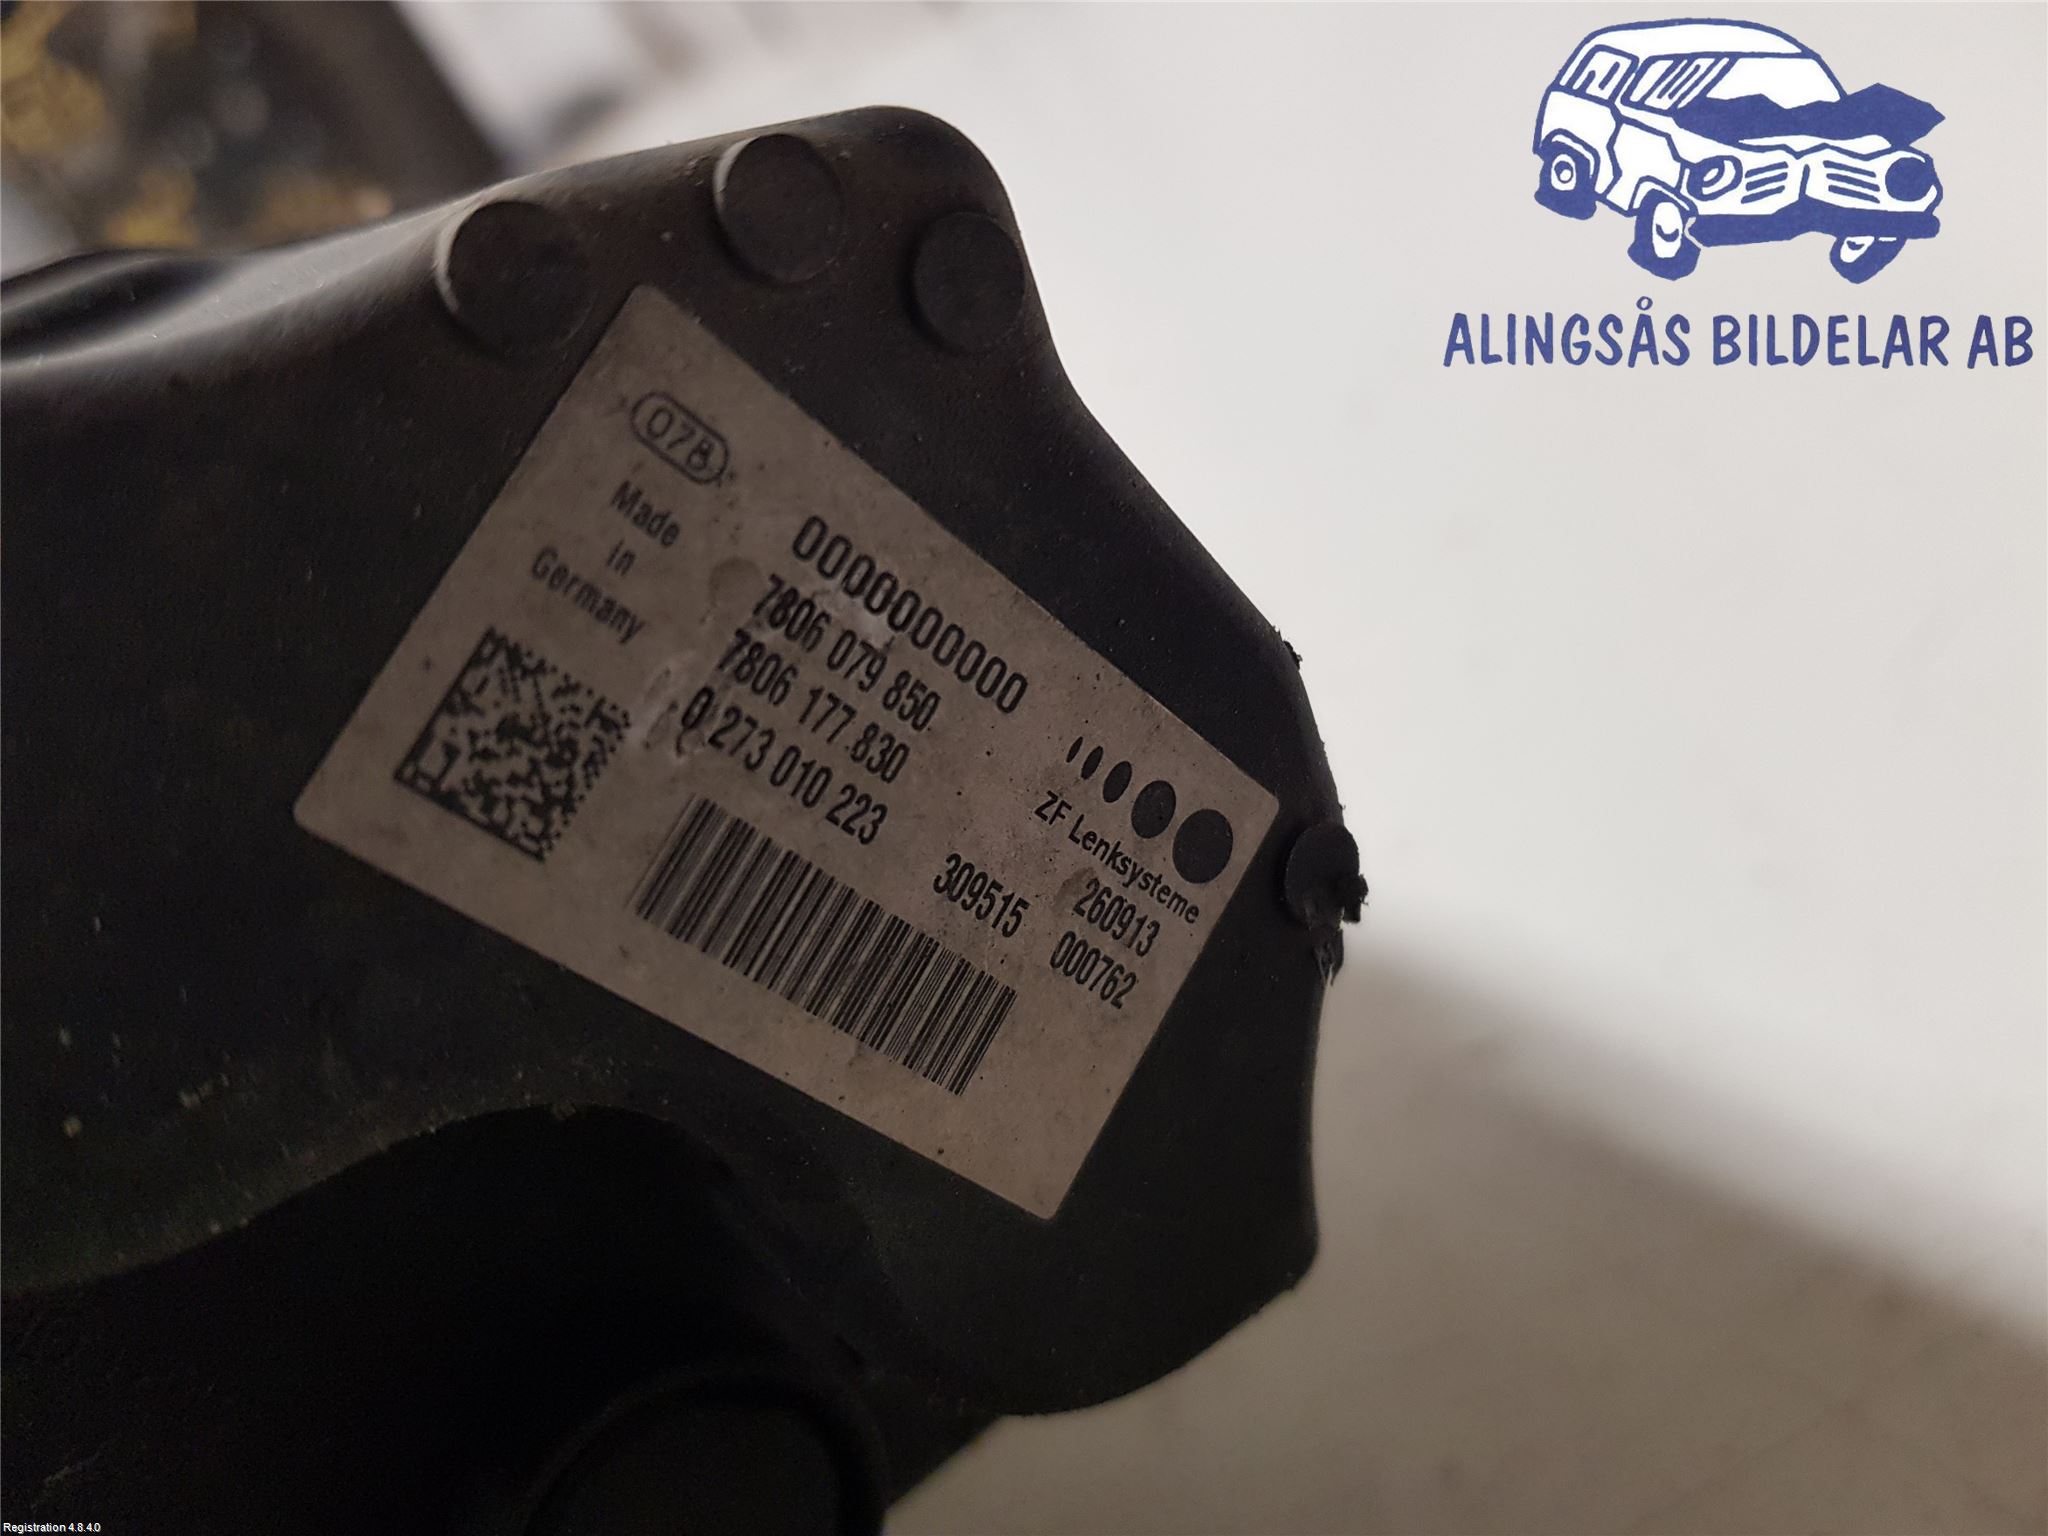 ALINGSÅS BILDELAR AB
078
Made
in
Germany
0000000000
7806 079 850
7806 177 830
0 273 010 223
ZF Lenksysteme
309515 260913
000762
Registration 4.8.4.0